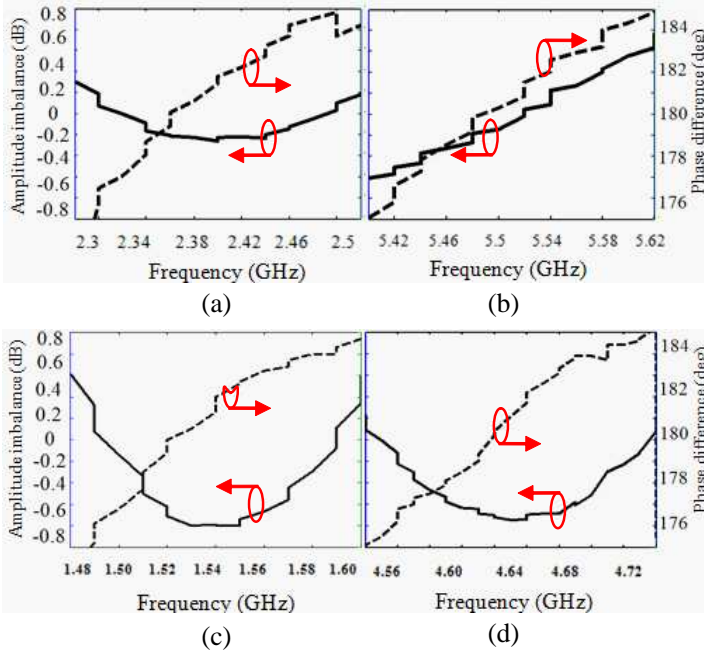 Amplitude imbalance (dB)
0.8
0.6
0.4
0.2
0
-0.2
-0.4
-0.6
-0.8
2.3 2.34 2.38 2.42 2.46 2.5
Frequency (GHz)
(a)
184
182
180
178
176
Phase difference (deg)
5.42 5.46 5.5 5.54 5.58 5.62
Frequency (GHz)
(b)
Amplitude imbalance (dB)
0.8
0.6
0.4
0.2
0
-0.2
-0.4
-0.6
-0.8
1.48 1.50 1.52 1.54 1.56 1.58 1.60
Frequency (GHz)
(c)
184
182
180
178
176
Phase difference (deg)
4.56 4.60 4.64 4.68 4.72
Frequency (GHz)
(d)